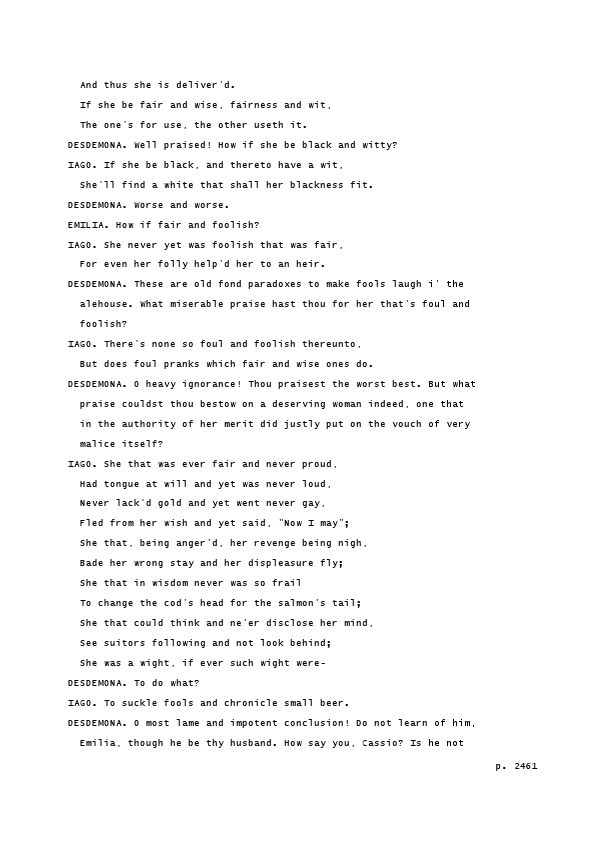 And thus she is deliver'd.
If she be fair and wise, fairness and wit,
The one's for use, the other useth it.
DESDEMONA. Well praised! How if she be black and witty?
IAGO. If she be black, and thereto have a wit,
She'll find a white that shall her blackness fit.
DESDEMONA. Worse and worse.
EMILIA. How if fair and foolish?
IAGO. She never yet was foolish that was fair,
For even her folly help'd her to an heir.
DESDEMONA. These are old fond paradoxes to make fools laugh i' the
alehouse. What miserable praise hast thou for her that's foul and
foolish?
IAGO. There's none so foul and foolish thereunto,
But does foul pranks which fair and wise ones do.
DESDEMONA. O heavy ignorance! Thou praisest the worst best. But what
praise couldst thou bestow on a deserving woman indeed, one that
in the authority of her merit did justly put on the vouch of very
malice itself?
IAGO. She that was ever fair and never proud,
Had tongue at will and yet was never loud,
Never lack'd gold and yet went never gay,
Fled from her wish and yet said, "Now I may";
She that, being anger'd, her revenge being nigh,
Bade her wrong stay and her displeasure fly;
She that in wisdom never was so frail
To change the cod's head for the salmon's tail;
She that could think and ne'er disclose her mind,
See suitors following and not look behind;
She was a wight, if ever such wight were-
DESDEMONA. To do what?
IAGO. To suckle fools and chronicle small beer.
DESDEMONA. O most lame and impotent conclusion! Do not learn of him,
Emilia, though he be thy husband. How say you, Cassio? Is he not
p. 2461